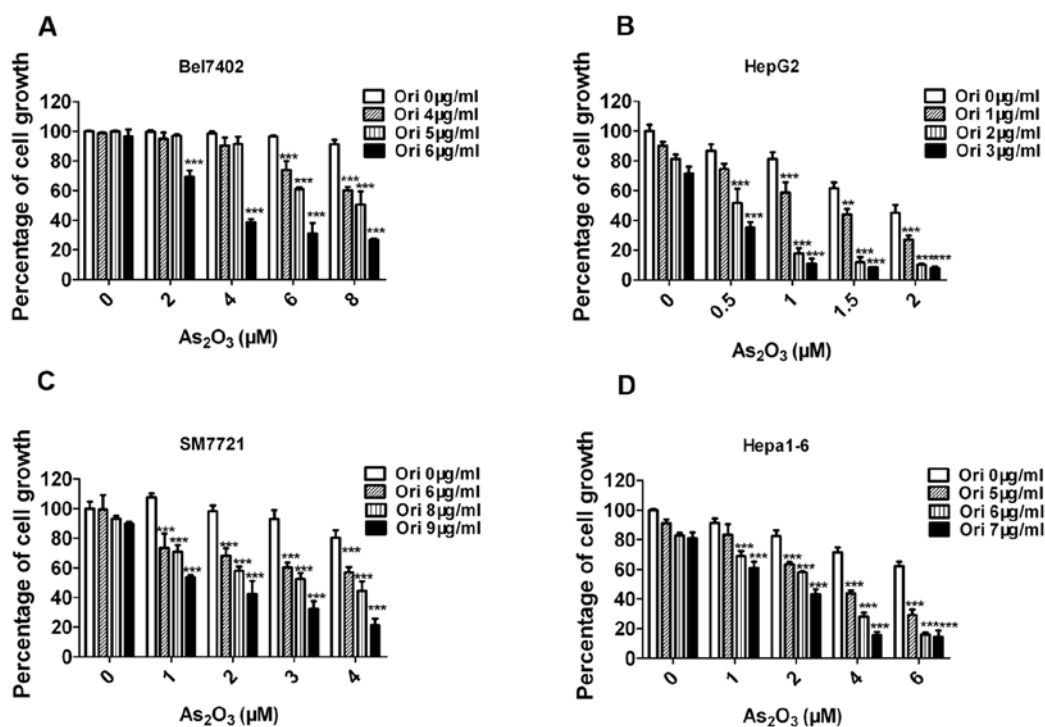 A
Bel7402
Percentage of cell growth
120
100
80
60
40
20
0
Ori 0µg/ml
Ori 4µg/ml
Ori 5µg/ml
Ori 6µg/ml
***
***
***
***
***
***
***
***
0
2
4
6
8
As₂O₃ (µM)
B
HepG2
Percentage of cell growth
120
100
80
60
40
20
0
Ori 0µg/ml
Ori 1µg/ml
Ori 2µg/ml
Ori 3µg/ml
***
***
***
***
***
**
***
***
***
***
***
0
0.5
1
1.5
2
As₂O₃ (µM)
C
SM7721
Percentage of cell growth
120
100
80
60
40
20
0
Ori 0µg/ml
Ori 6µg/ml
Ori 8µg/ml
Ori 9µg/ml
***
***
***
***
***
***
***
***
***
***
***
***
0
1
2
3
4
As₂O₃ (µM)
D
Hepa1-6
Percentage of cell growth
120
100
80
60
40
20
0
Ori 0µg/ml
Ori 5µg/ml
Ori 6µg/ml
Ori 7µg/ml
***
***
***
***
***
***
***
***
***
***
***
0
1
2
4
6
As₂O₃ (µM)